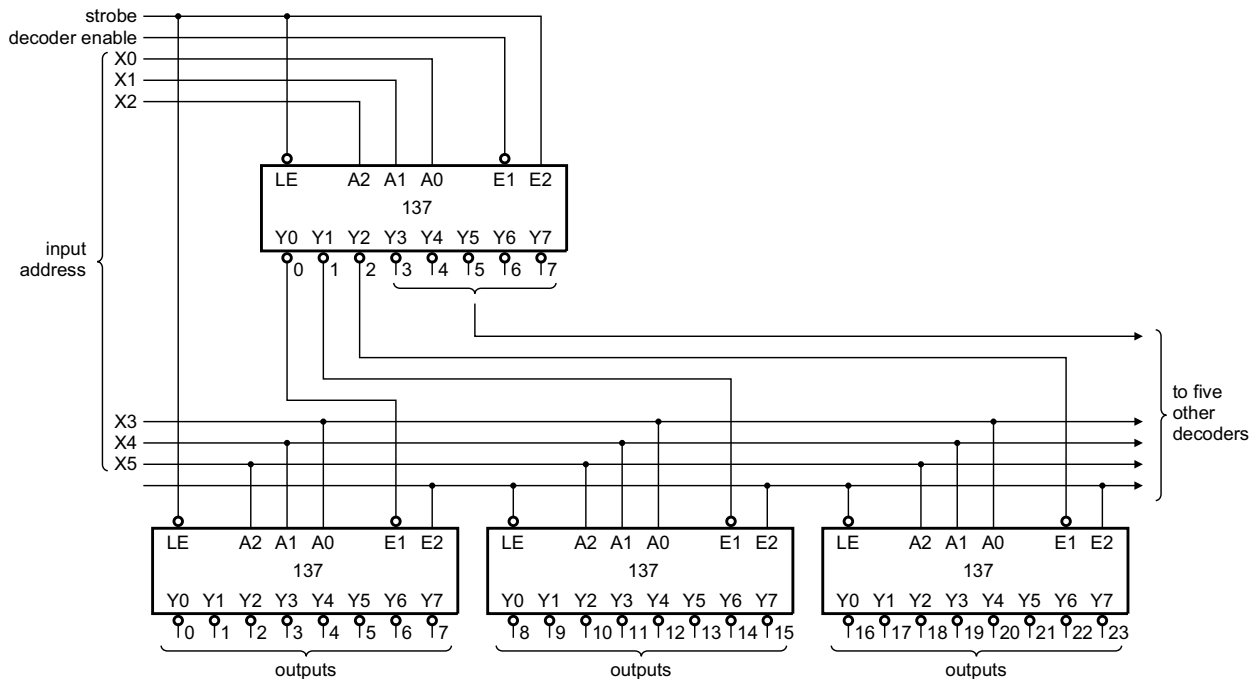 strobe
decoder enable
X0
X1
X2
LE A2 A1 A0 E1 E2
137
Y0 Y1 Y2 Y3 Y4 Y5 Y6 Y7
0 1 2 3 4 5 6 7
input
address
to five
other
decoders
X3
X4
X5
LE A2 A1 A0 E1 E2
137
Y0 Y1 Y2 Y3 Y4 Y5 Y6 Y7
0 1 2 3 4 5 6 7
outputs
LE A2 A1 A0 E1 E2
137
Y0 Y1 Y2 Y3 Y4 Y5 Y6 Y7
8 9 10 11 12 13 14 15
outputs
LE A2 A1 A0 E1 E2
137
Y0 Y1 Y2 Y3 Y4 Y5 Y6 Y7
16 17 18 19 20 21 22 23
outputs